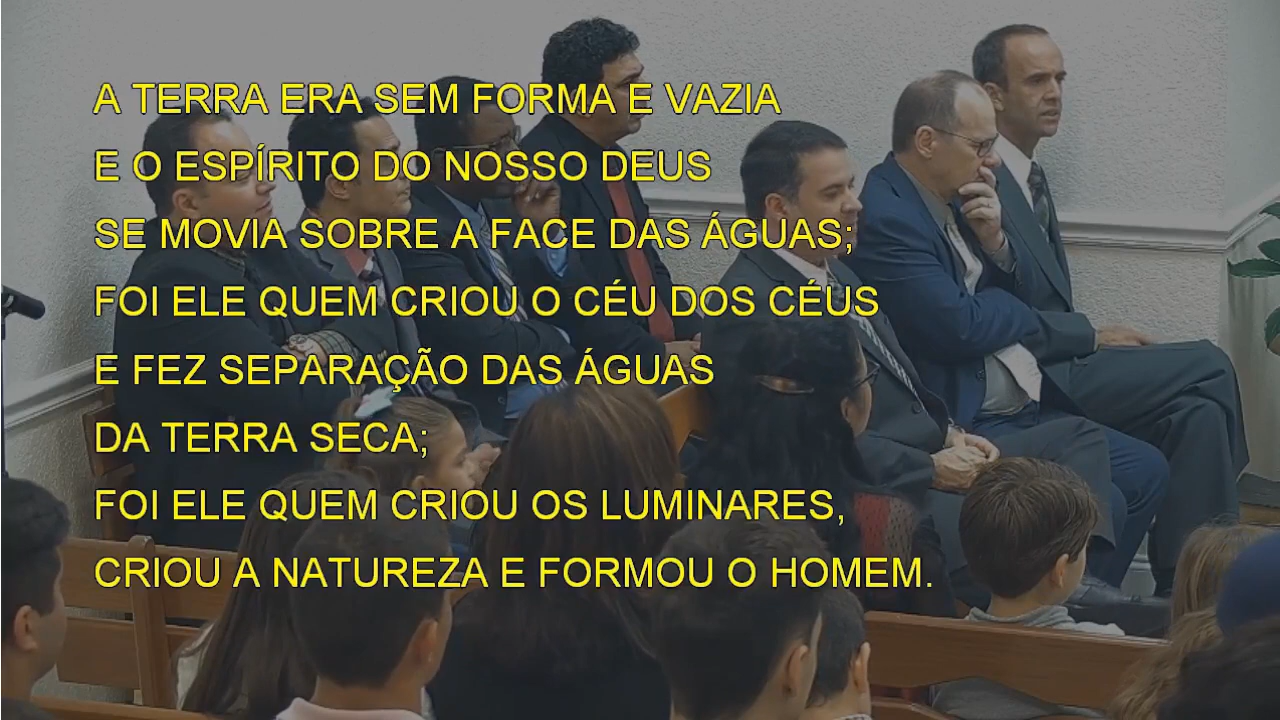 A TERRA ERA SEM FORMA E VAZIA
E O ESPÍRITO DO NOSSO DEUS
SE MOVIA SOBRE A FACE DAS ÁGUAS;
FOI ELE QUEM CRIOU O CÉU DOS CÉUS
E FEZ SEPARAÇÃO DAS ÁGUAS
DA TERRA SECA;
FOI ELE QUEM CRIOU OS LUMINARES,
CRIOU A NATUREZA E FORMOU O HOMEM.